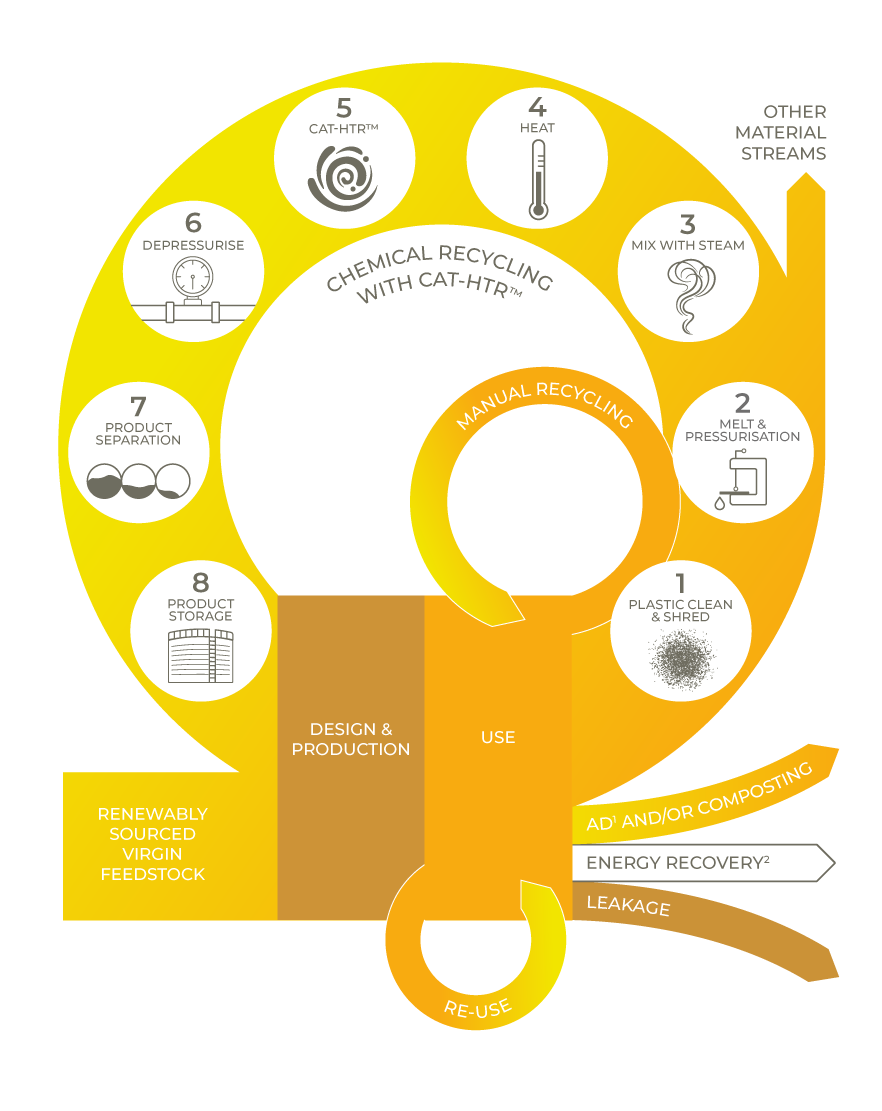 OTHER
MATERIAL
STREAMS
5
CAT-HTR™
4
HEAT
6
DEPRESSURISE
3
MIX WITH STEAM
CHEMICAL RECYCLING
WITH CAT-HTR™
7
PRODUCT
SEPARATION
MANUAL RECYCLING
2
MELT &
PRESSURISATION
8
PRODUCT
STORAGE
1
PLASTIC CLEAN
& SHRED
DESIGN &
PRODUCTION
USE
RENEWABLY
SOURCED
VIRGIN
FEEDSTOCK
AD¹ AND/OR COMPOSTING
ENERGY RECOVERY²
LEAKAGE
RE-USE